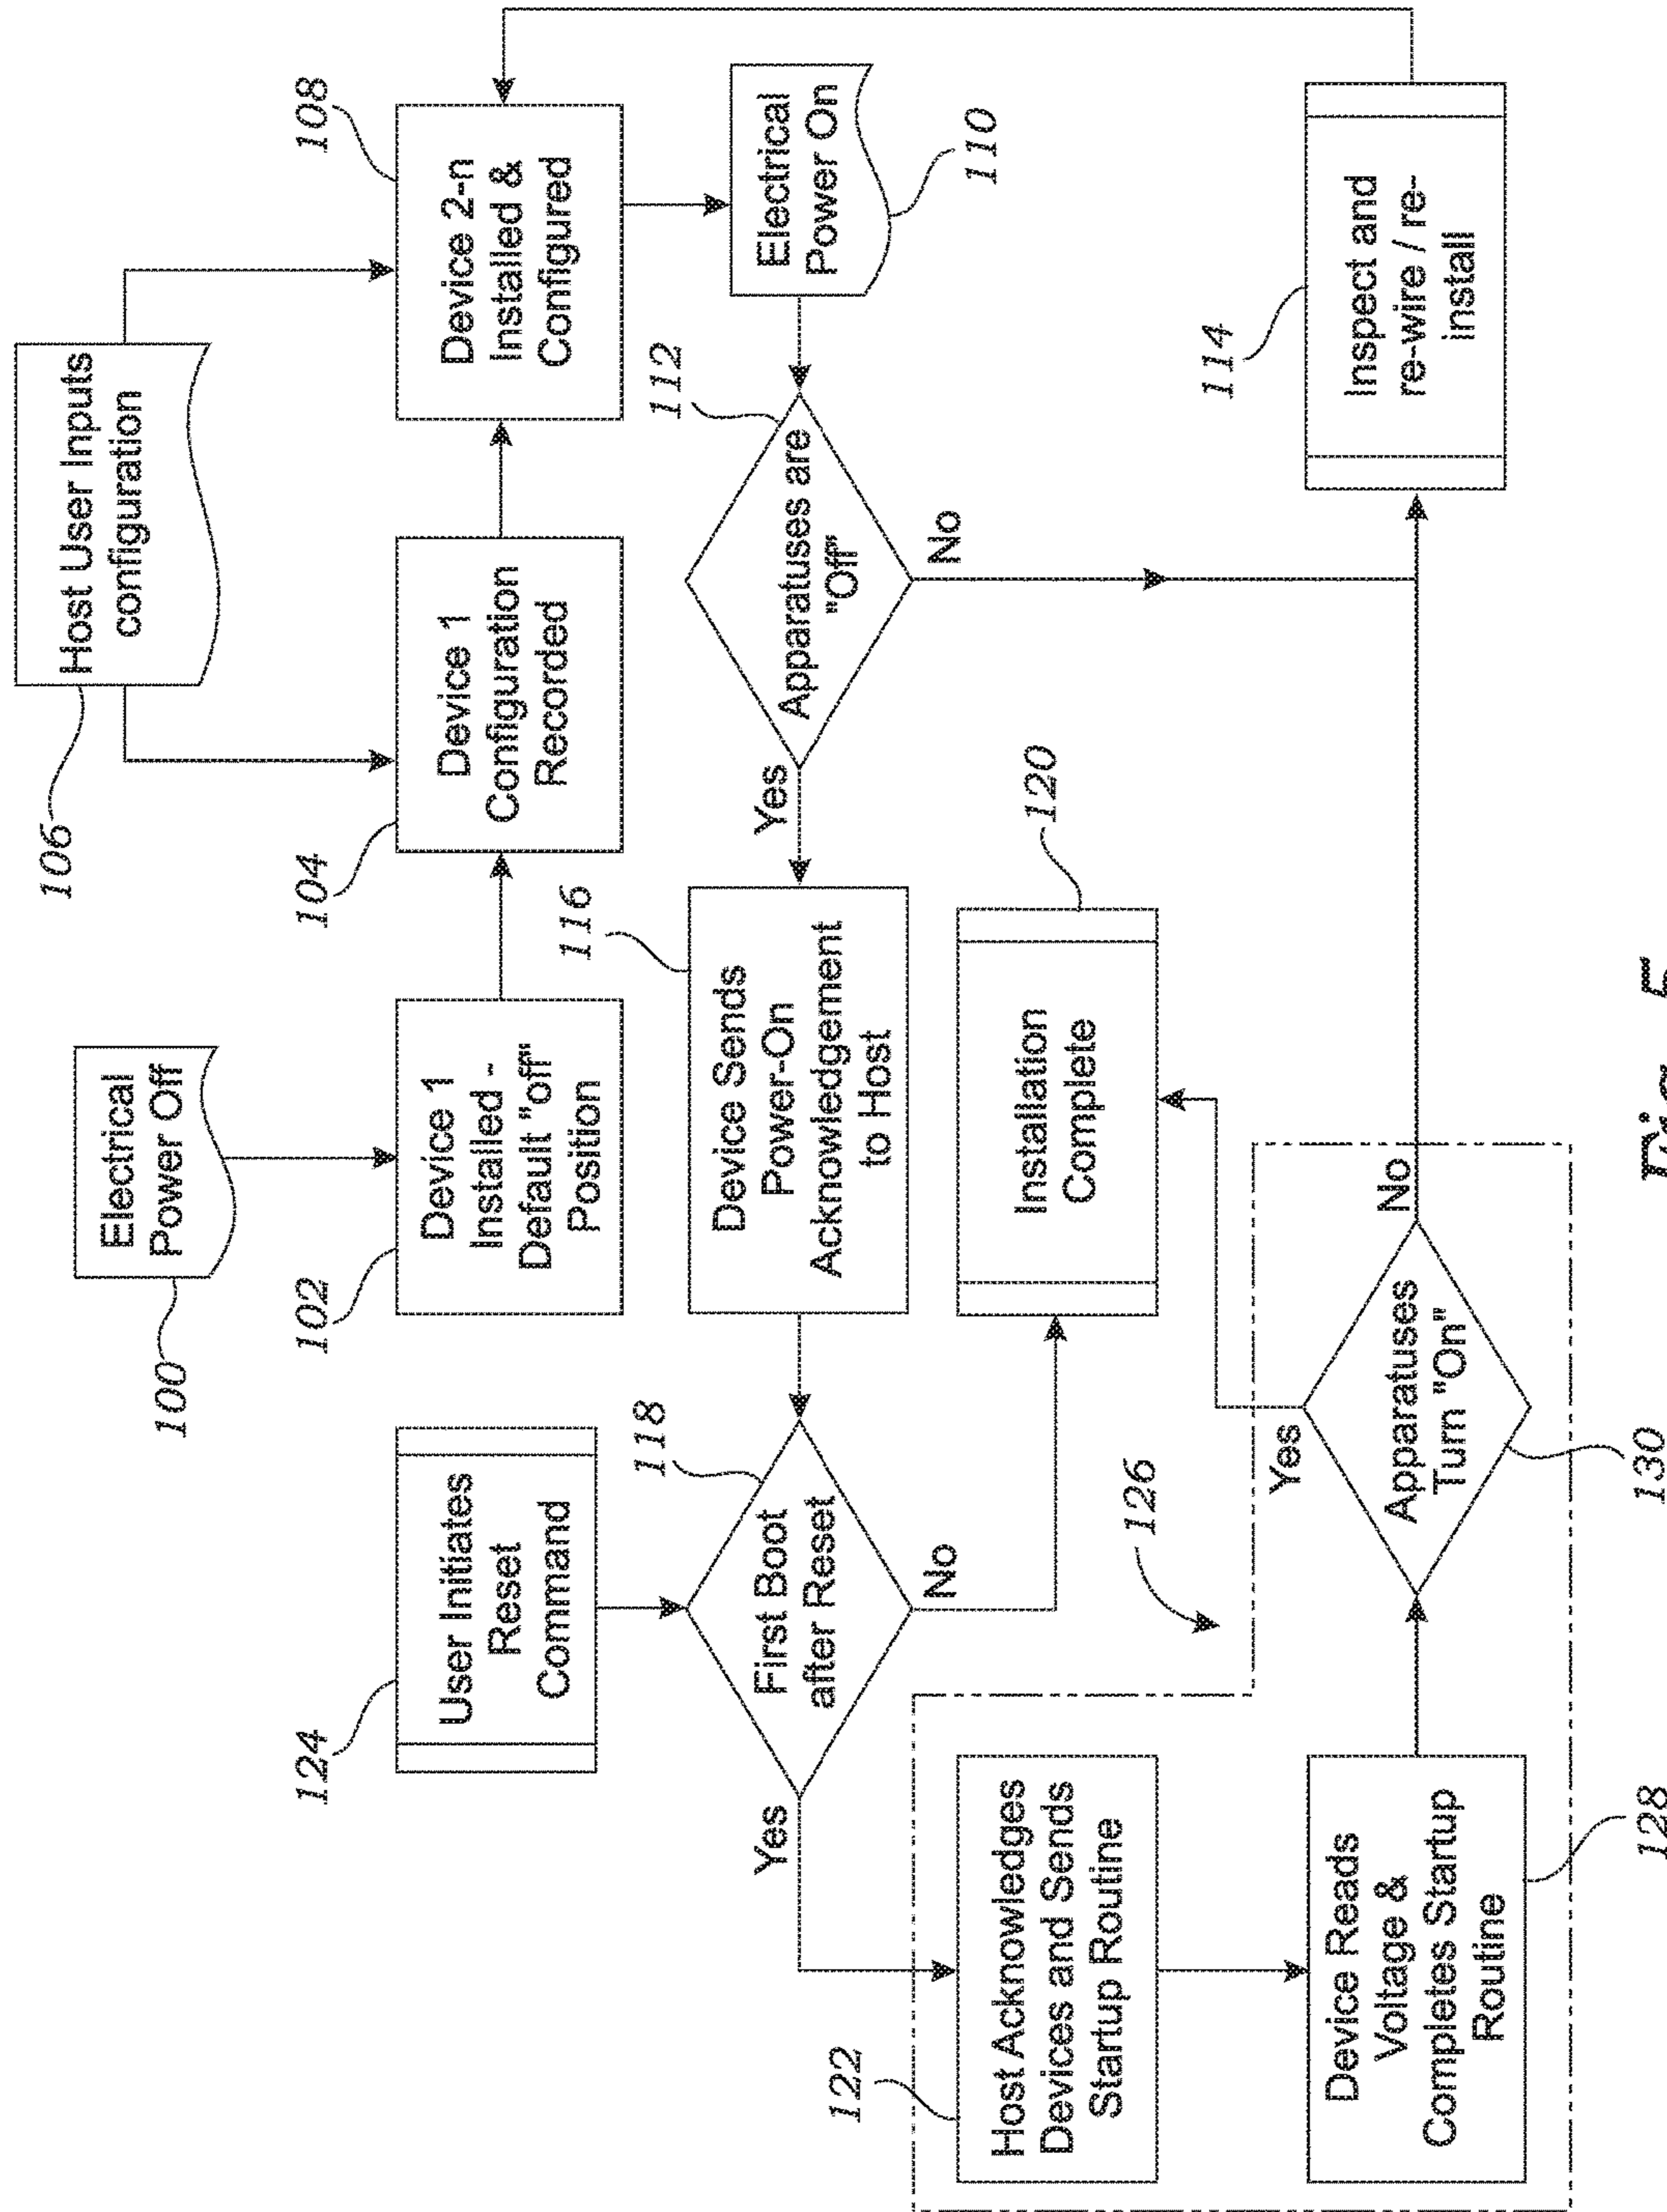 106
Host User Inputs
configuration
100
Electrical
Power Off
102
Device 1
Installed -
Default "off"
Position
104
Device 1
Configuration
Recorded
108
Device 2-n
Installed &
Configured
Electrical
Power On
110
112
Apparatuses are
"Off"
Yes
No
116
Device Sends
Power-On
Acknowledgement
to Host
124
User Initiates
Reset
Command
118
First Boot
after Reset
Yes
No
120
Installation
Complete
114
Inspect and
re-wire / re-
install
126
122
Host Acknowledges
Devices and Sends
Startup Routine
Device Reads
Voltage &
Completes Startup
Routine
128
Apparatuses
Turn "On"
Yes
No
130
Fig. 5